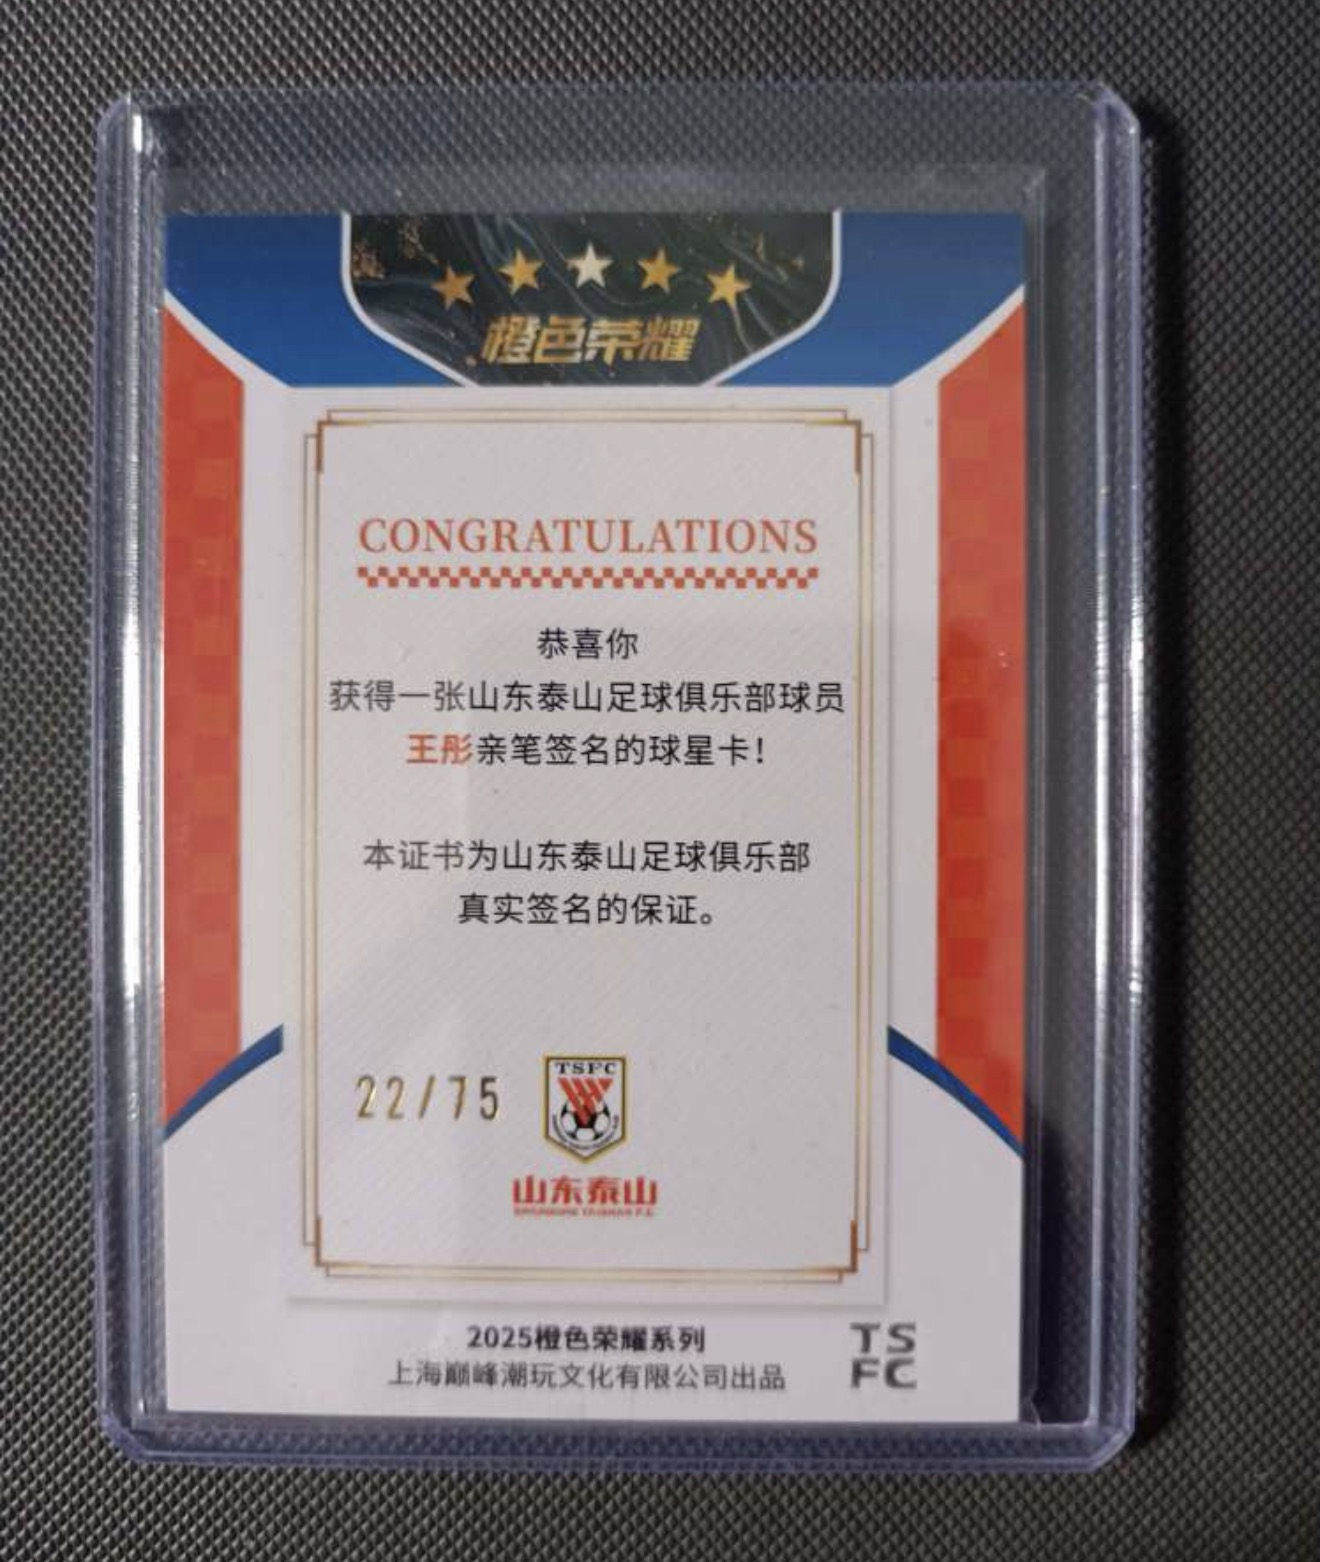 橙色荣耀
CONGRATULATIONS
恭喜你
获得一张山东泰山足球俱乐部球员
王彤亲笔签名的球星卡！
本证书为山东泰山足球俱乐部
真实签名的保证。
22/75
TSFC
山东泰山
SHANDONG TAISHAN F.C.
2025橙色荣耀系列
上海巅峰潮玩文化有限公司出品
TS
FC